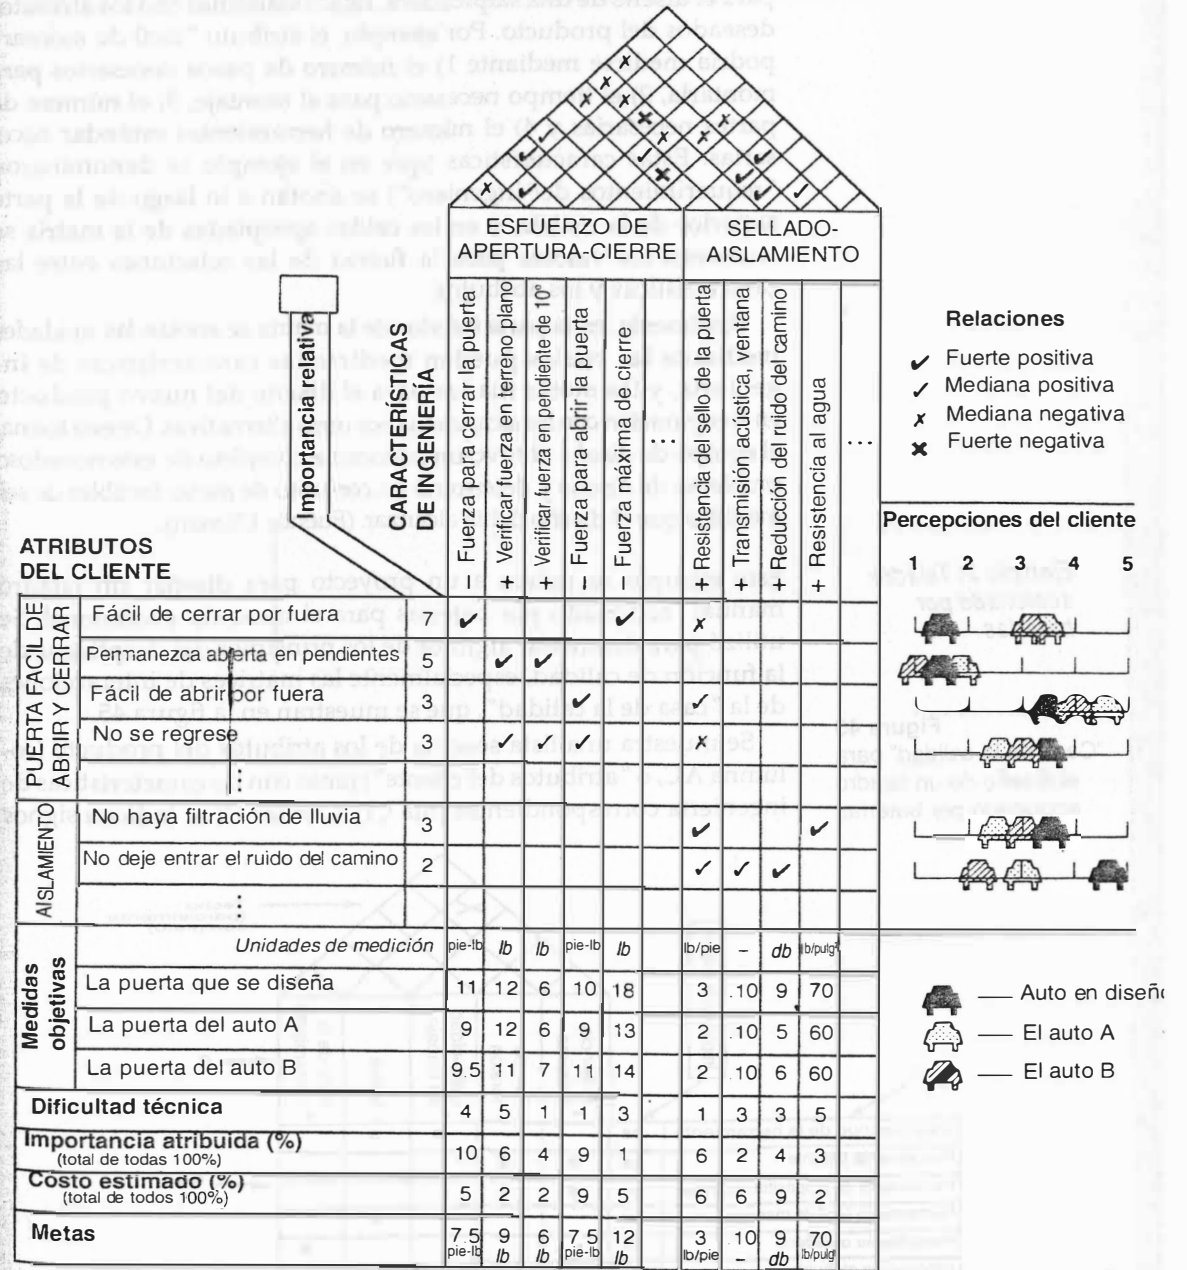 ESFUERZO DE
APERTURA-CIERRE
SELLADO-
AISLAMIENTO
Importancia relativa
CARACTERÍSTICAS
DE INGENIERÍA
− Fuerza para cerrar la puerta
+ Verificar fuerza en terreno plano
+ Verificar fuerza en pendiente de 10º
Fuerza para abrir la puerta
Fuerza máxima de cierre
...
+ Resistencia del sello de la puerta
+ Transmisión acústica, ventana
+ Reducción del ruido del camino
+ Resistencia al agua
...
Relaciones
✔ Fuerte positiva
✓ Mediana positiva
✗ Mediana negativa
✖ Fuerte negativa
Percepciones del cliente
1 2 3 4 5
ATRIBUTOS
DEL CLIENTE
PUERTA FACIL DE
ABRIR Y CERRAR
Fácil de cerrar por fuera 7
Permanezca abierta en pendientes 5
Fácil de abrir por fuera 3
No se regrese 3
AISLAMIENTO
No haya filtración de lluvia 3
No deje entrar el ruido del camino 2
Medidas
objetivas
Unidades de medición pie-lb lb lb pie-lb lb lb/pie – db lb/pulg²
La puerta que se diseña 11 12 6 10 18 3 .10 9 70
La puerta del auto A 9 12 6 9 13 2 .10 5 60
La puerta del auto B 9.5 11 7 11 14 2 .10 6 60
Dificultad técnica 4 5 1 1 3 1 3 3 5
Importancia atribuida (%) 10 6 4 9 1 6 2 4 3
(total de todas 100%)
Costo estimado (%) 5 2 2 9 5 6 6 9 2
(total de todos 100%)
Metas 7.5 9 6 7.5 12 3 .10 9 70
pie-lb lb lb pie-lb lb lb/pie – db lb/pulg²
— Auto en diseño
— El auto A
— El auto B